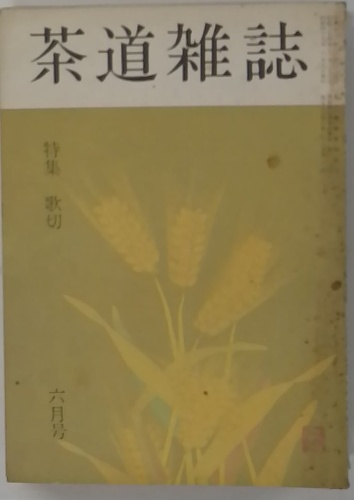 茶道雑誌
特集 歌切
六月号